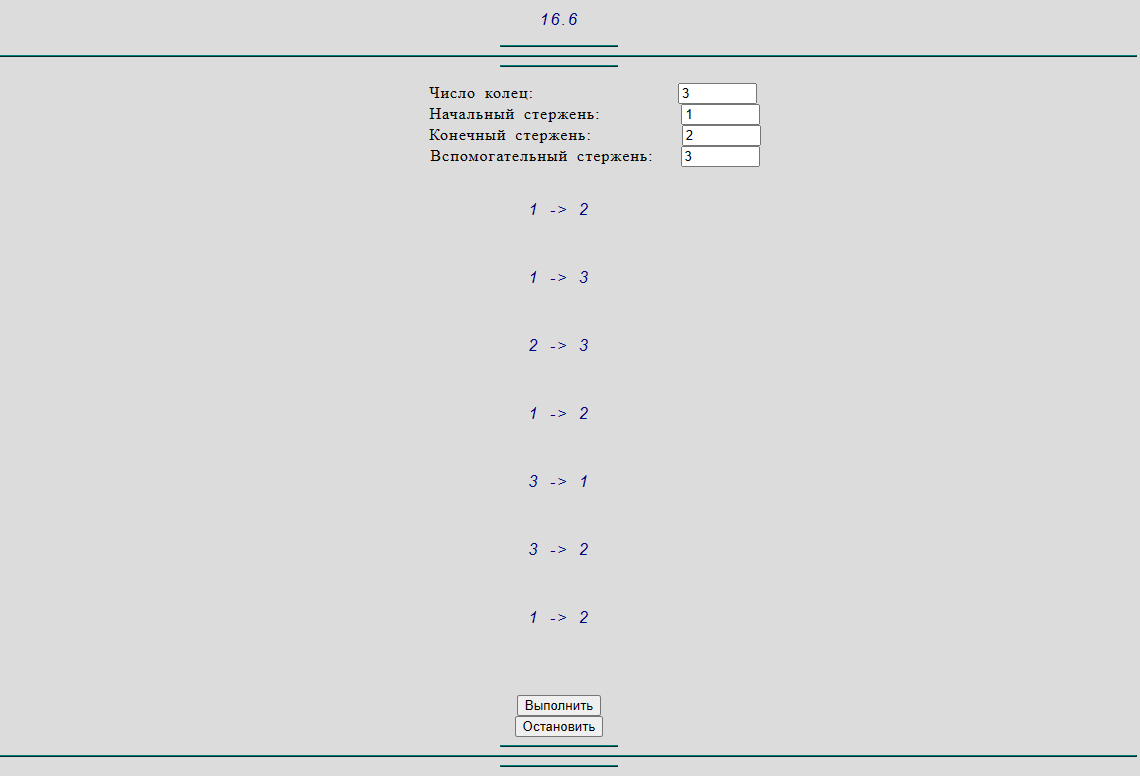 16.6
Число колец: 3
Начальный стержень: 1
Конечный стержень: 2
Вспомогательный стержень: 3
1 -> 2
1 -> 3
2 -> 3
1 -> 2
3 -> 1
3 -> 2
1 -> 2
Выполнить
Остановить